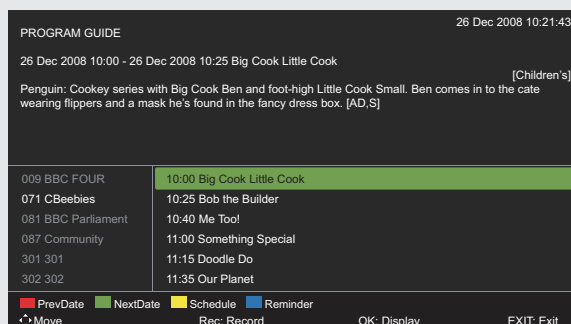 26 Dec 2008 10:21:43
PROGRAM GUIDE
26 Dec 2008 10:00 - 26 Dec 2008 10:25 Big Cook Little Cook
[Children's]
Penguin: Cookey series with Big Cook Ben and foot-high Little Cook Small. Ben comes in to the cate
wearing flippers and a mask he's found in the fancy dress box. [AD,S]
009 BBC FOUR 10:00 Big Cook Little Cook
071 CBeebies 10:25 Bob the Builder
081 BBC Parliament 10:40 Me Too!
087 Community 11:00 Something Special
301 301 11:15 Doodle Do
302 302 11:35 Our Planet
PrevDate NextDate Schedule Reminder
Move Rec: Record OK: Display EXIT: Exit